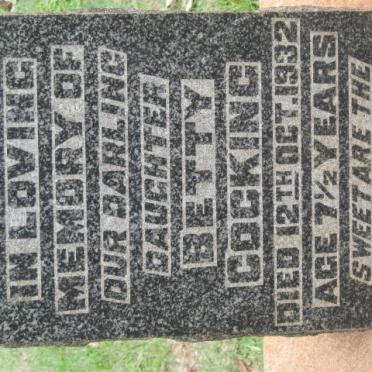 IN LOVING
MEMORY OF
OUR DARLING
DAUGHTER
BETTY
COCKING
DIED 12TH OCT. 1932
AGE 7½ YEARS
SWEET ARE THE